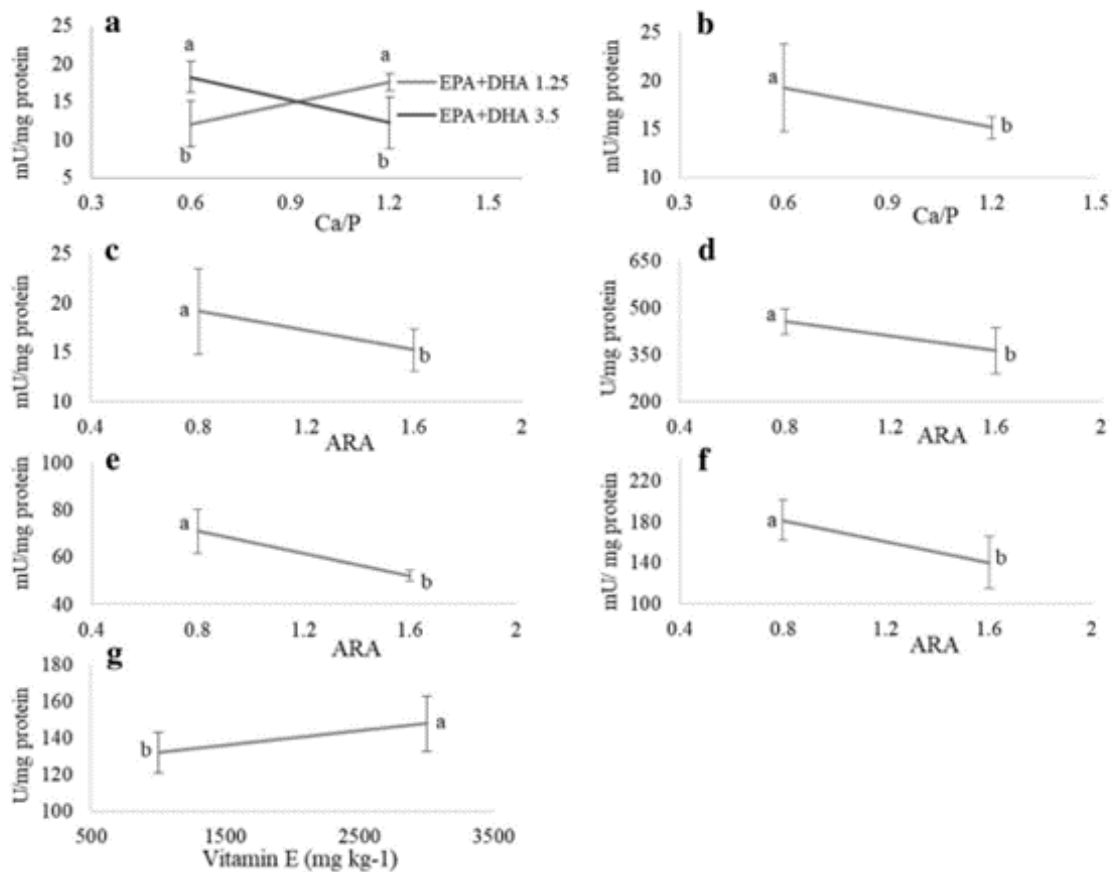 a
mU/mg protein
25
20
15
10
5
a
a
b
b
EPA+DHA 1.25
EPA+DHA 3.5
0.3 0.6 0.9 1.2 1.5
Ca/P
b
mU/mg protein
25
20
15
10
a
b
0.3 0.6 0.9 1.2 1.5
Ca/P
c
mU/mg protein
25
20
15
10
a
b
0.4 0.8 1.2 1.6 2
ARA
d
U/mg protein
650
500
350
200
a
b
0.4 0.8 1.2 1.6 2
ARA
e
mU/mg protein
100
80
60
40
a
b
0.4 0.8 1.2 1.6 2
ARA
f
mU/ mg protein
220
180
140
100
a
b
0.4 0.8 1.2 1.6 2
ARA
g
U/mg protein
180
160
140
120
100
b
a
500 1500 2500 3500
Vitamin E (mg kg-1)